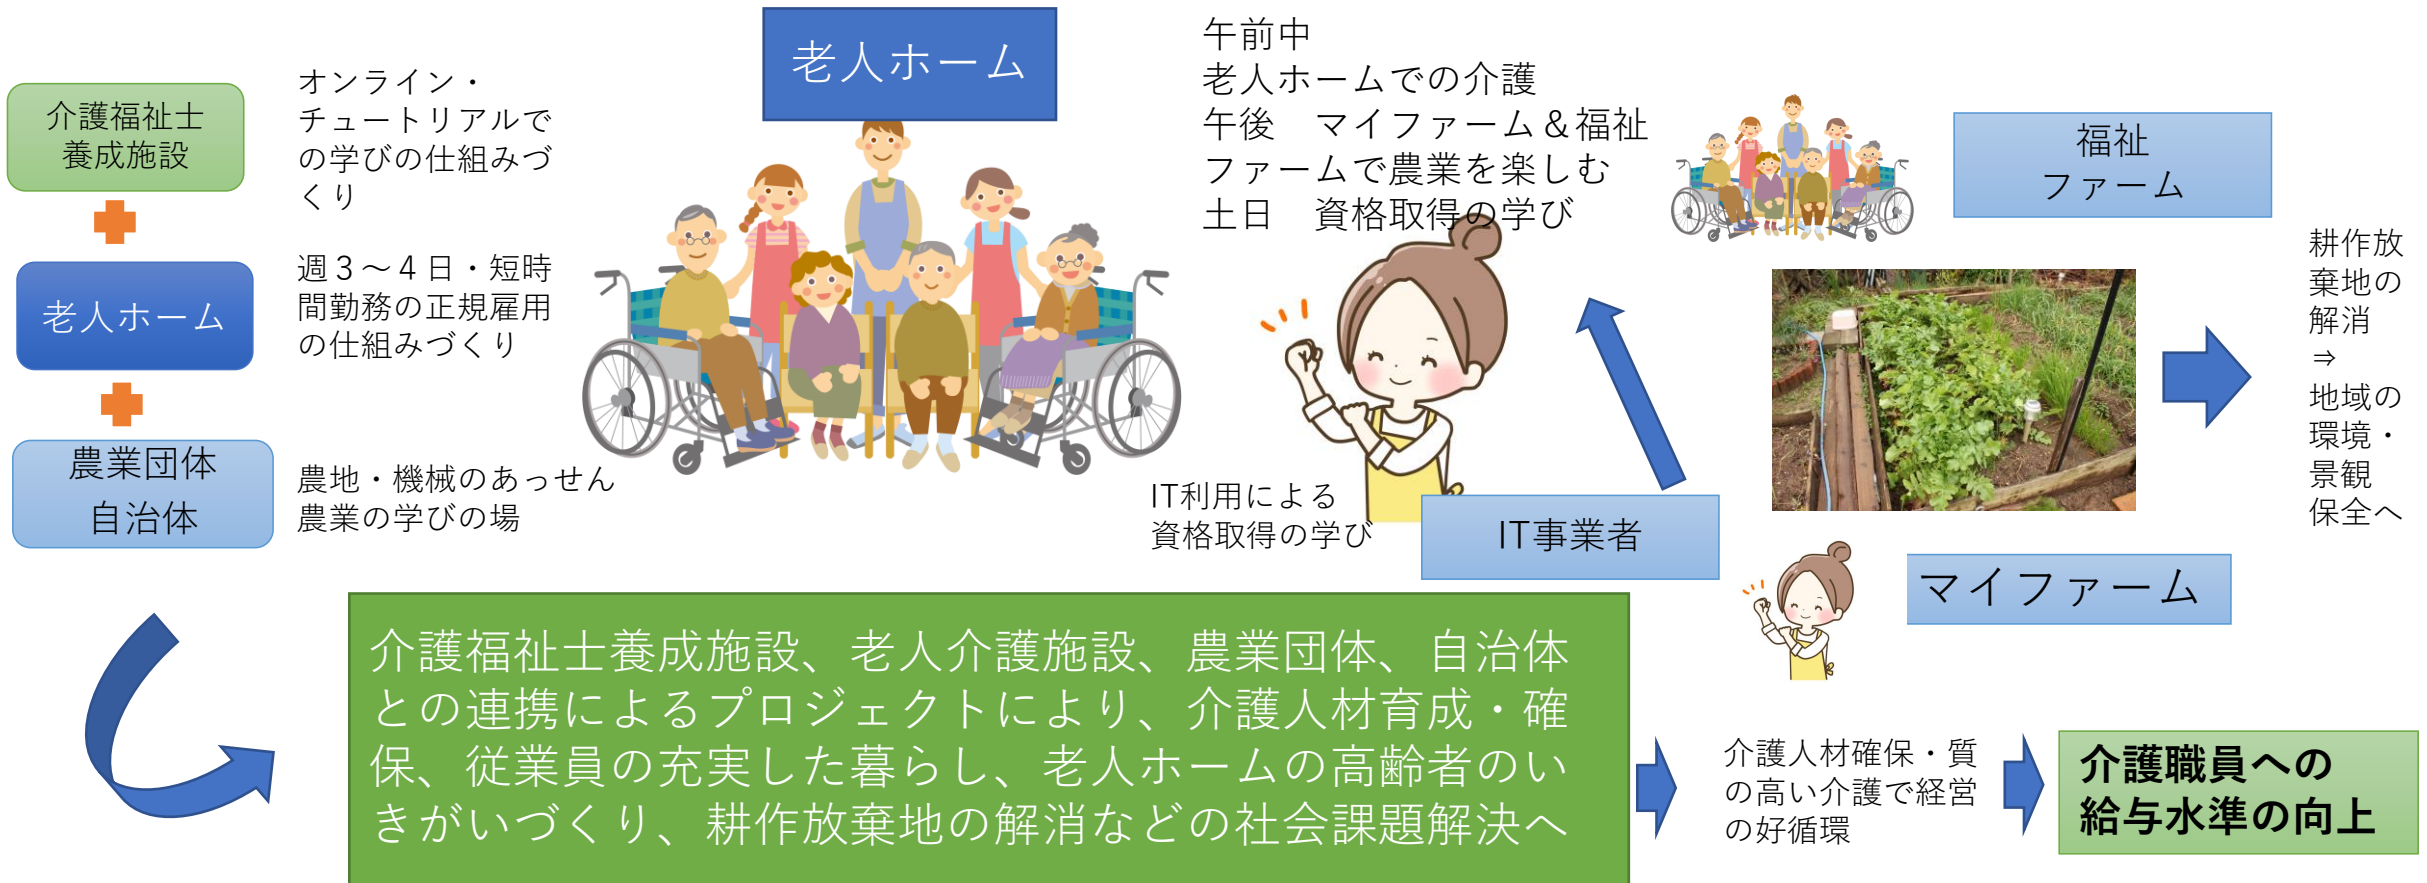 介護福祉士
養成施設
オンライン・
チュートリアルで
の学びの仕組みづ
くり
老人ホーム
週３～４日・短時
間勤務の正規雇用
の仕組みづくり
農業団体
自治体
農地・機械のあっせん
農業の学びの場
老人ホーム
午前中
老人ホームでの介護
午後　マイファーム＆福祉
ファームで農業を楽しむ
土日　資格取得の学び
IT利用による
資格取得の学び
IT事業者
福祉
ファーム
マイファーム
耕作放
棄地の
解消
⇒
地域の
環境・
景観
保全へ
介護福祉士養成施設、老人介護施設、農業団体、自治体
との連携によるプロジェクトにより、介護人材育成・確
保、従業員の充実した暮らし、老人ホームの高齢者のい
きがいづくり、耕作放棄地の解消などの社会課題解決へ
介護人材確保・質
の高い介護で経営
の好循環
介護職員への
給与水準の向上